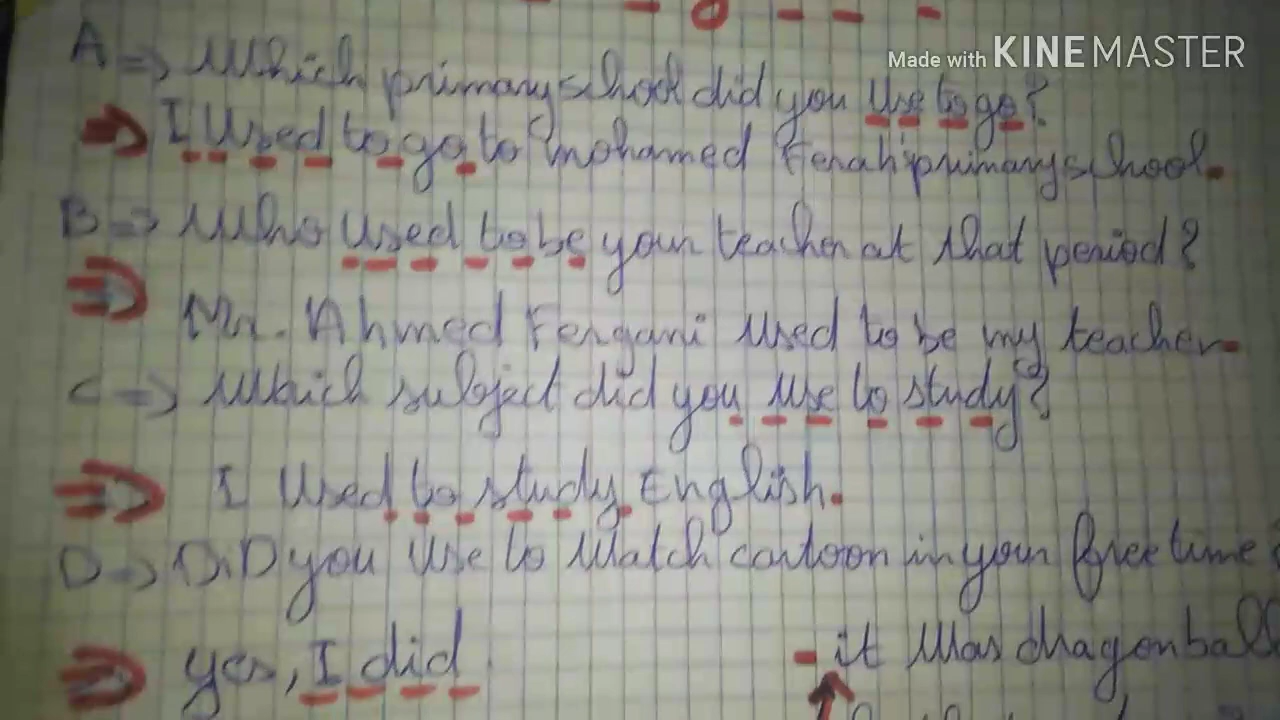 Made with KINEMASTER
A => Which primary school did you use to go?
=> I used to go to "mohamed Ferah" primary school.
B => Who used to be your teacher at that period?
=> Mr. Ahmed Fergani used to be my teacher.
C => Which subject did you use to study?
=> I used to study English.
D => DiD you use to watch cartoon in your free time?
=> yes, I did - it was dragon ball